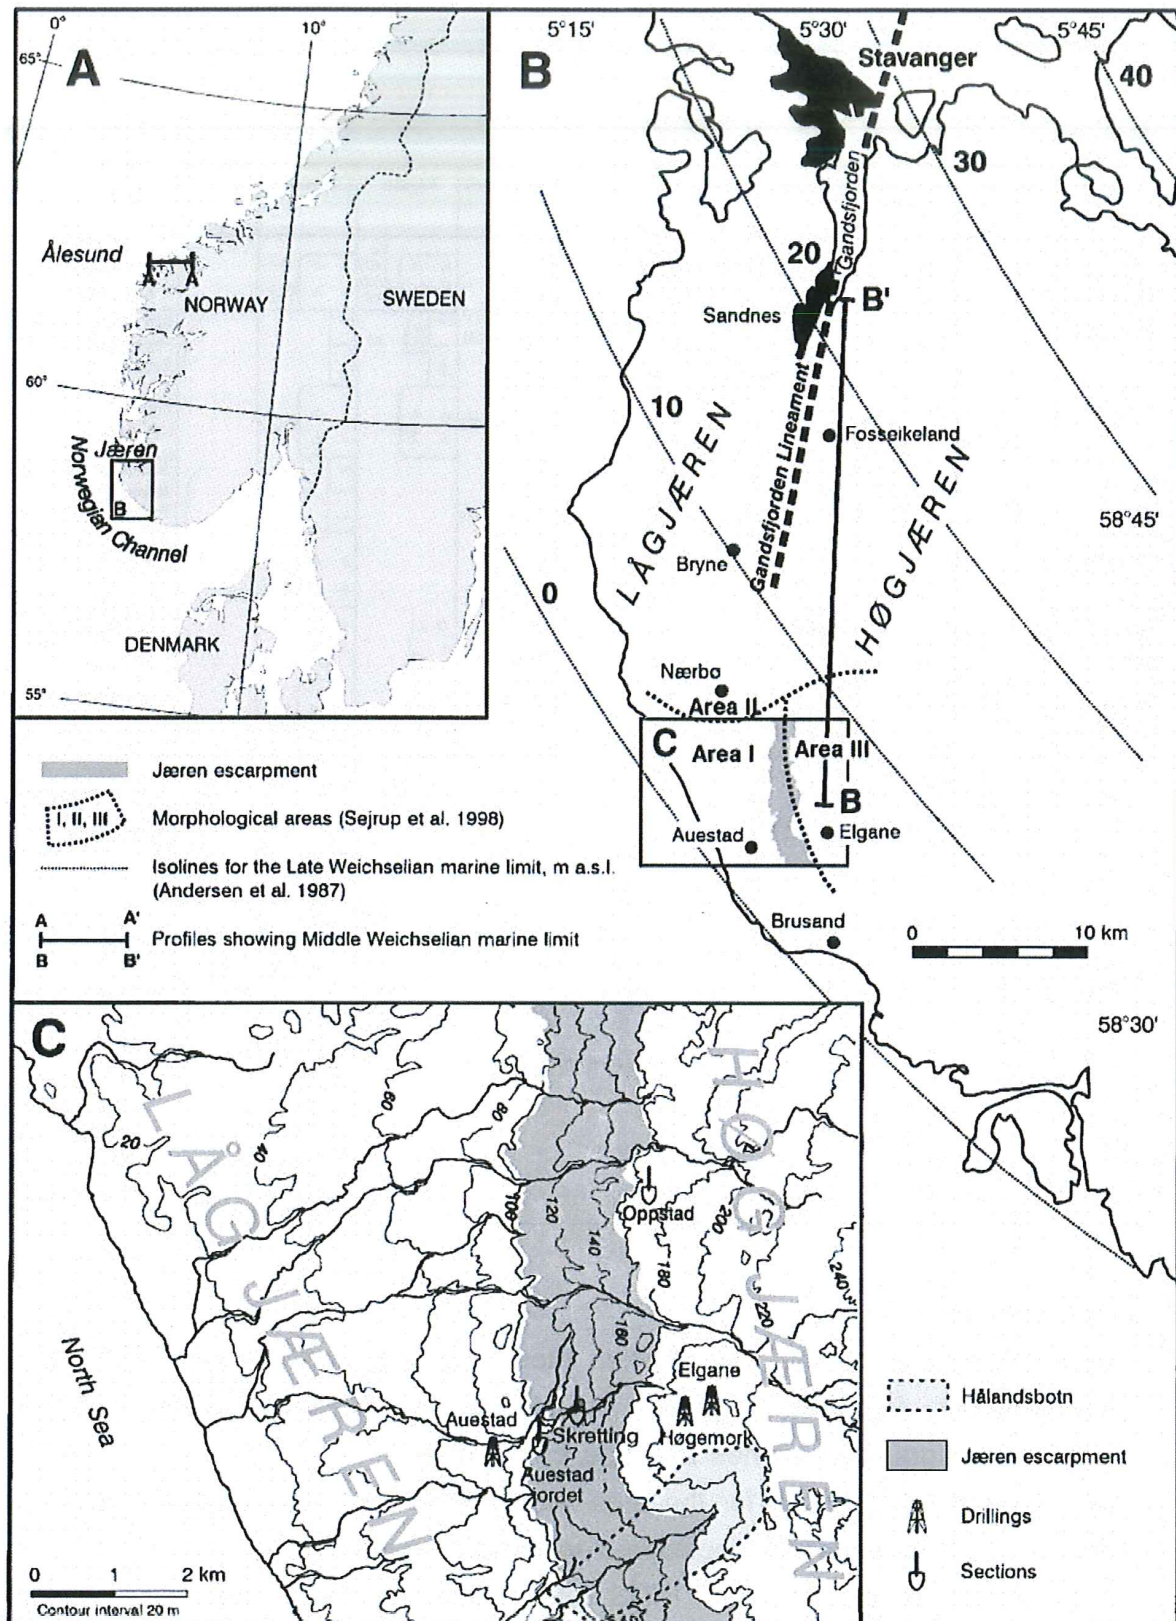 0°
10°
65°
A
Ålesund
A'
A
NORWAY
SWEDEN
60°
Jæren
B
Norwegian Channel
DENMARK
55°
Jæren escarpment
I, II, III
Morphological areas (Sejrup et al. 1998)
Isolines for the Late Weichselian marine limit, m a.s.l.
(Andersen et al. 1987)
A
A'
Profiles showing Middle Weichselian marine limit
B
B'
B
5°15'
5°30'
5°45'
Stavanger
40
30
Gandsfjorden
20
B'
Sandnes
10
LÅGJÆREN
Gandsfjorden Lineament
Fosseikeland
HØGJÆREN
58°45'
Bryne
0
Nærbø
Area II
C
Area I
Area III
B
Auestad
Elgane
Brusand
0
10 km
58°30'
C
LÅGJÆREN
HØGJÆREN
20
40
60
80
100
120
140
160
180
200
220
240
Oppstad
North Sea
Elgane
Auestad
Skretting
Høgemork
Auestad
jordet
0
1
2 km
Contour interval 20 m
Hålandsbotn
Jæren escarpment
Drillings
Sections